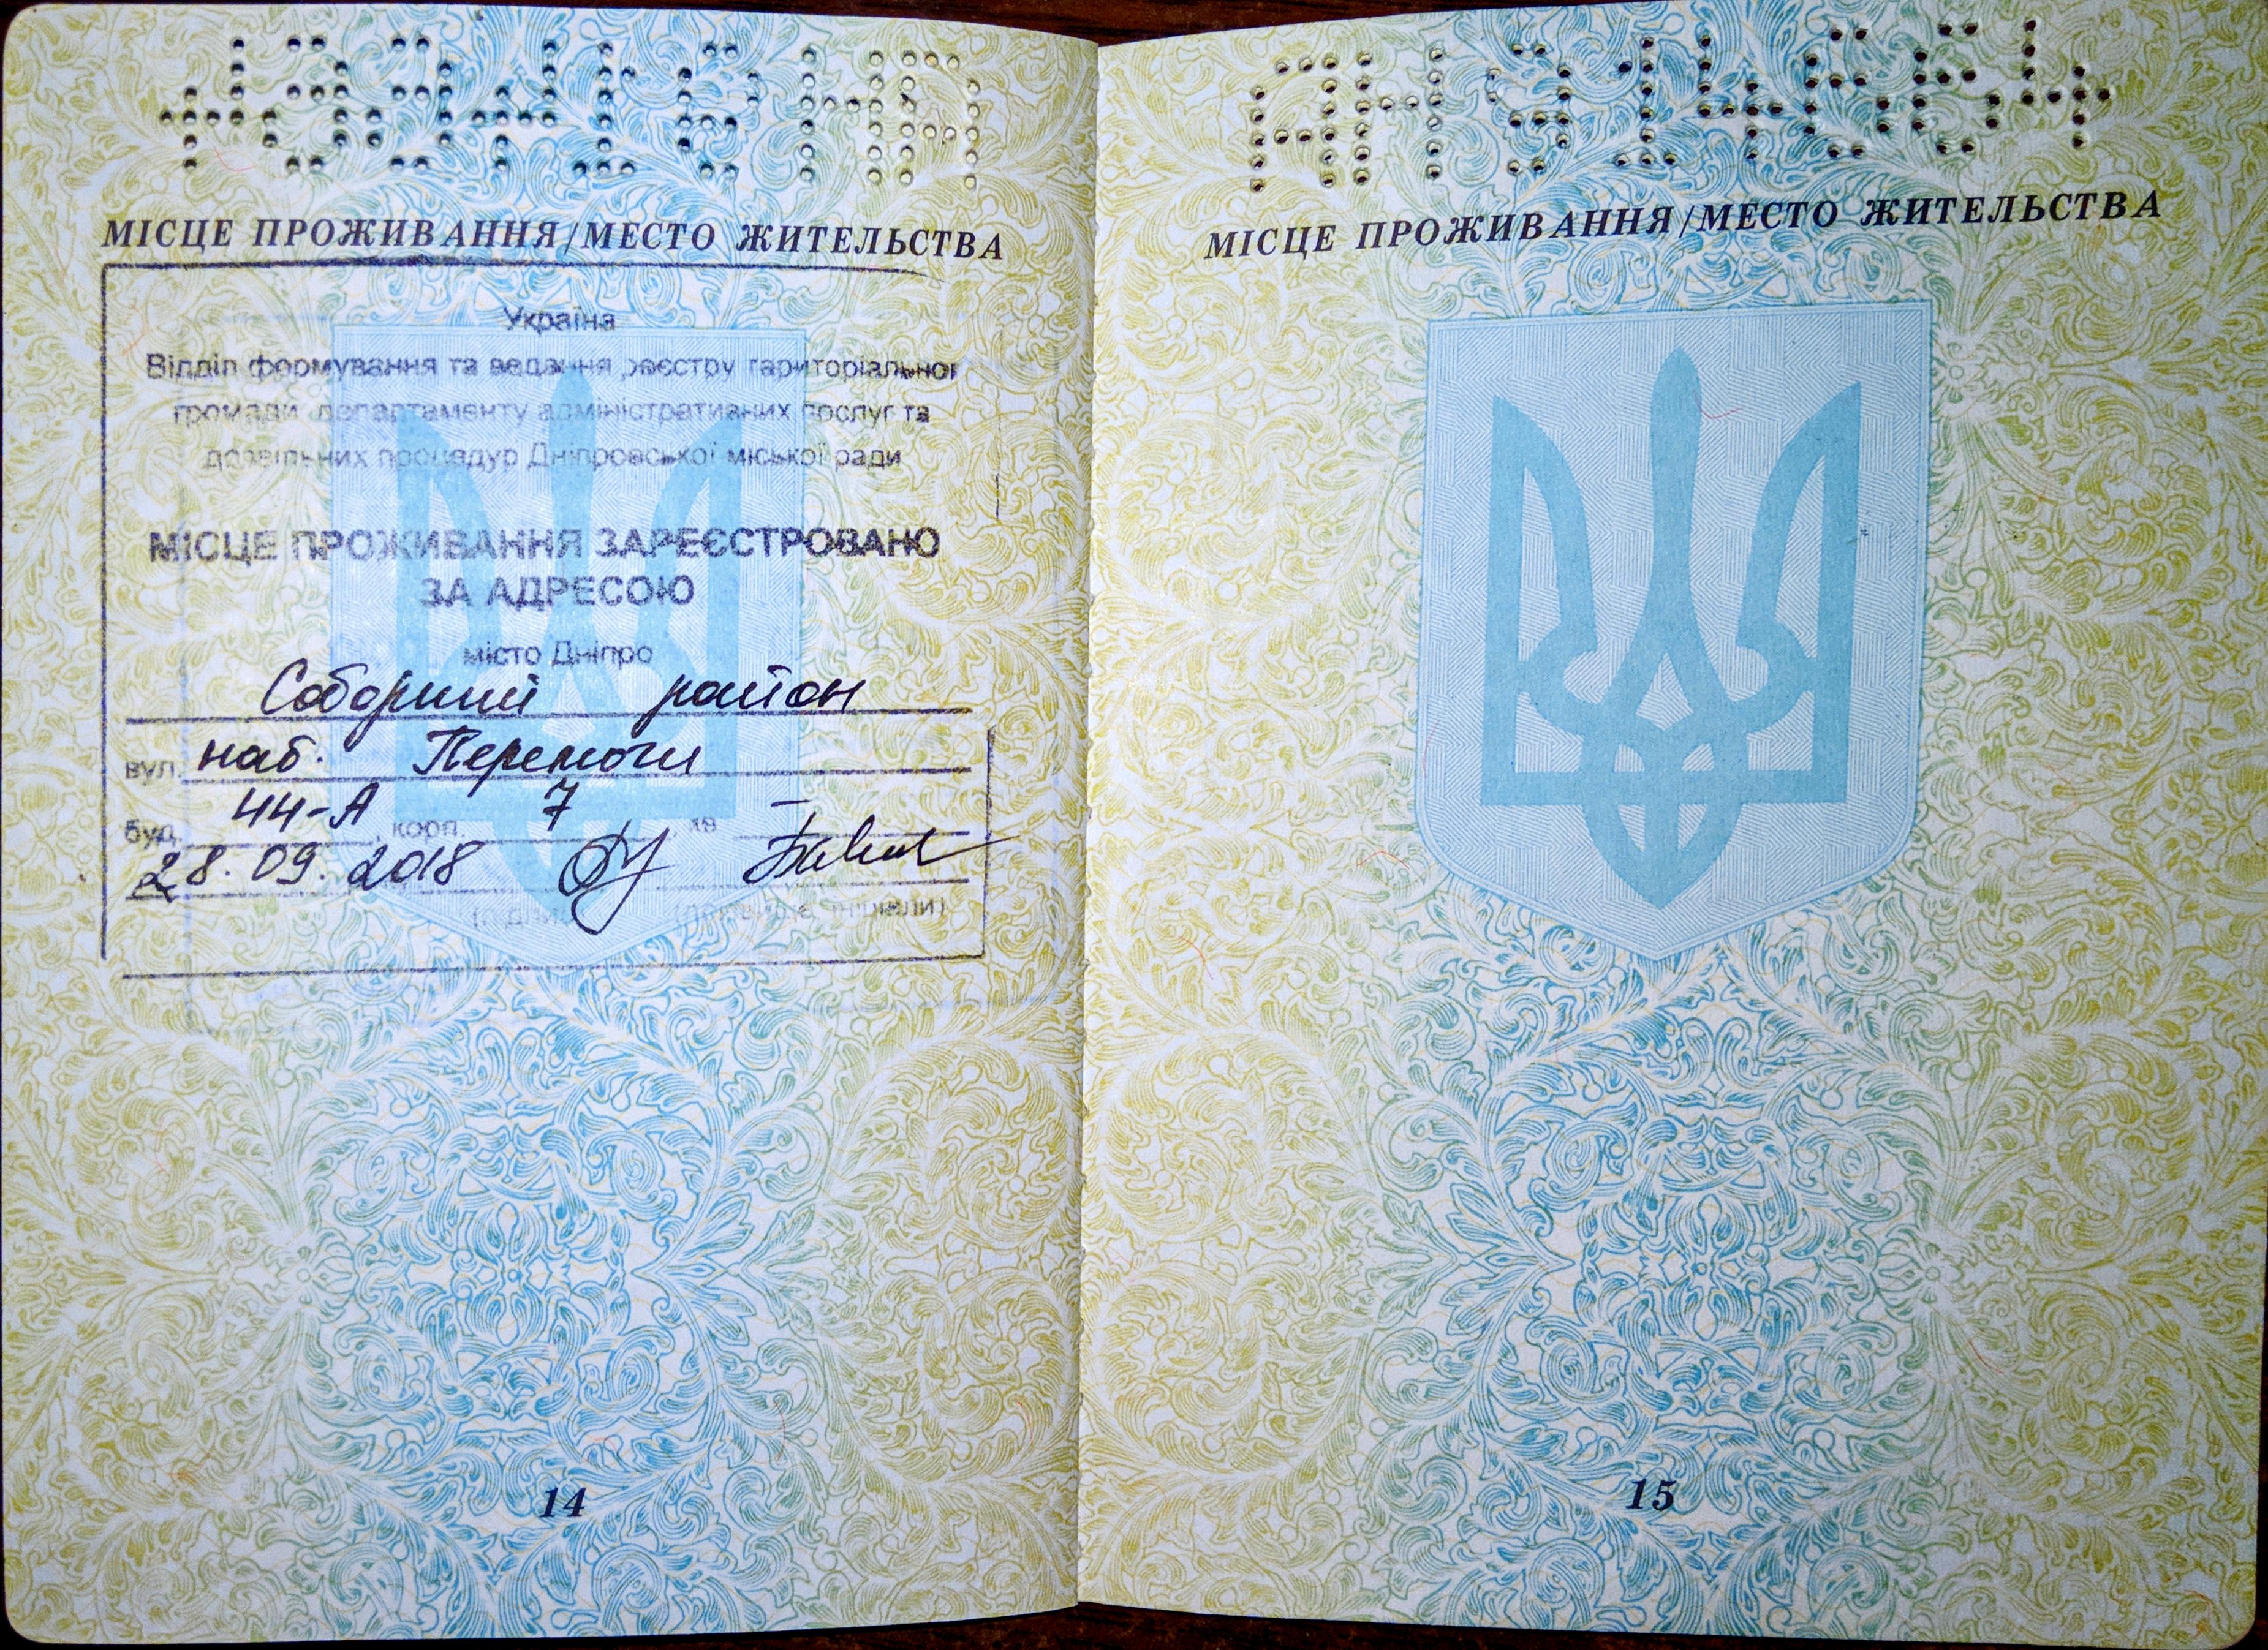 МІСЦЕ ПРОЖИВАННЯ/МЕСТО ЖИТЕЛЬСТВА
Україна
Відділ формування та ведення реєстру територіальної
громади департаменту адміністративних послуг та
дозвільних процедур Дніпровської міської ради
МІСЦЕ ПРОЖИВАННЯ ЗАРЕЄСТРОВАНО
ЗА АДРЕСОЮ
місто Дніпро
Соборний район
вул. наб. Перемоги
буд. 44-А, корп. 7, кв. –
28.09.2018
(підпис) (прізвище, ініціали)
14
МІСЦЕ ПРОЖИВАННЯ/МЕСТО ЖИТЕЛЬСТВА
15